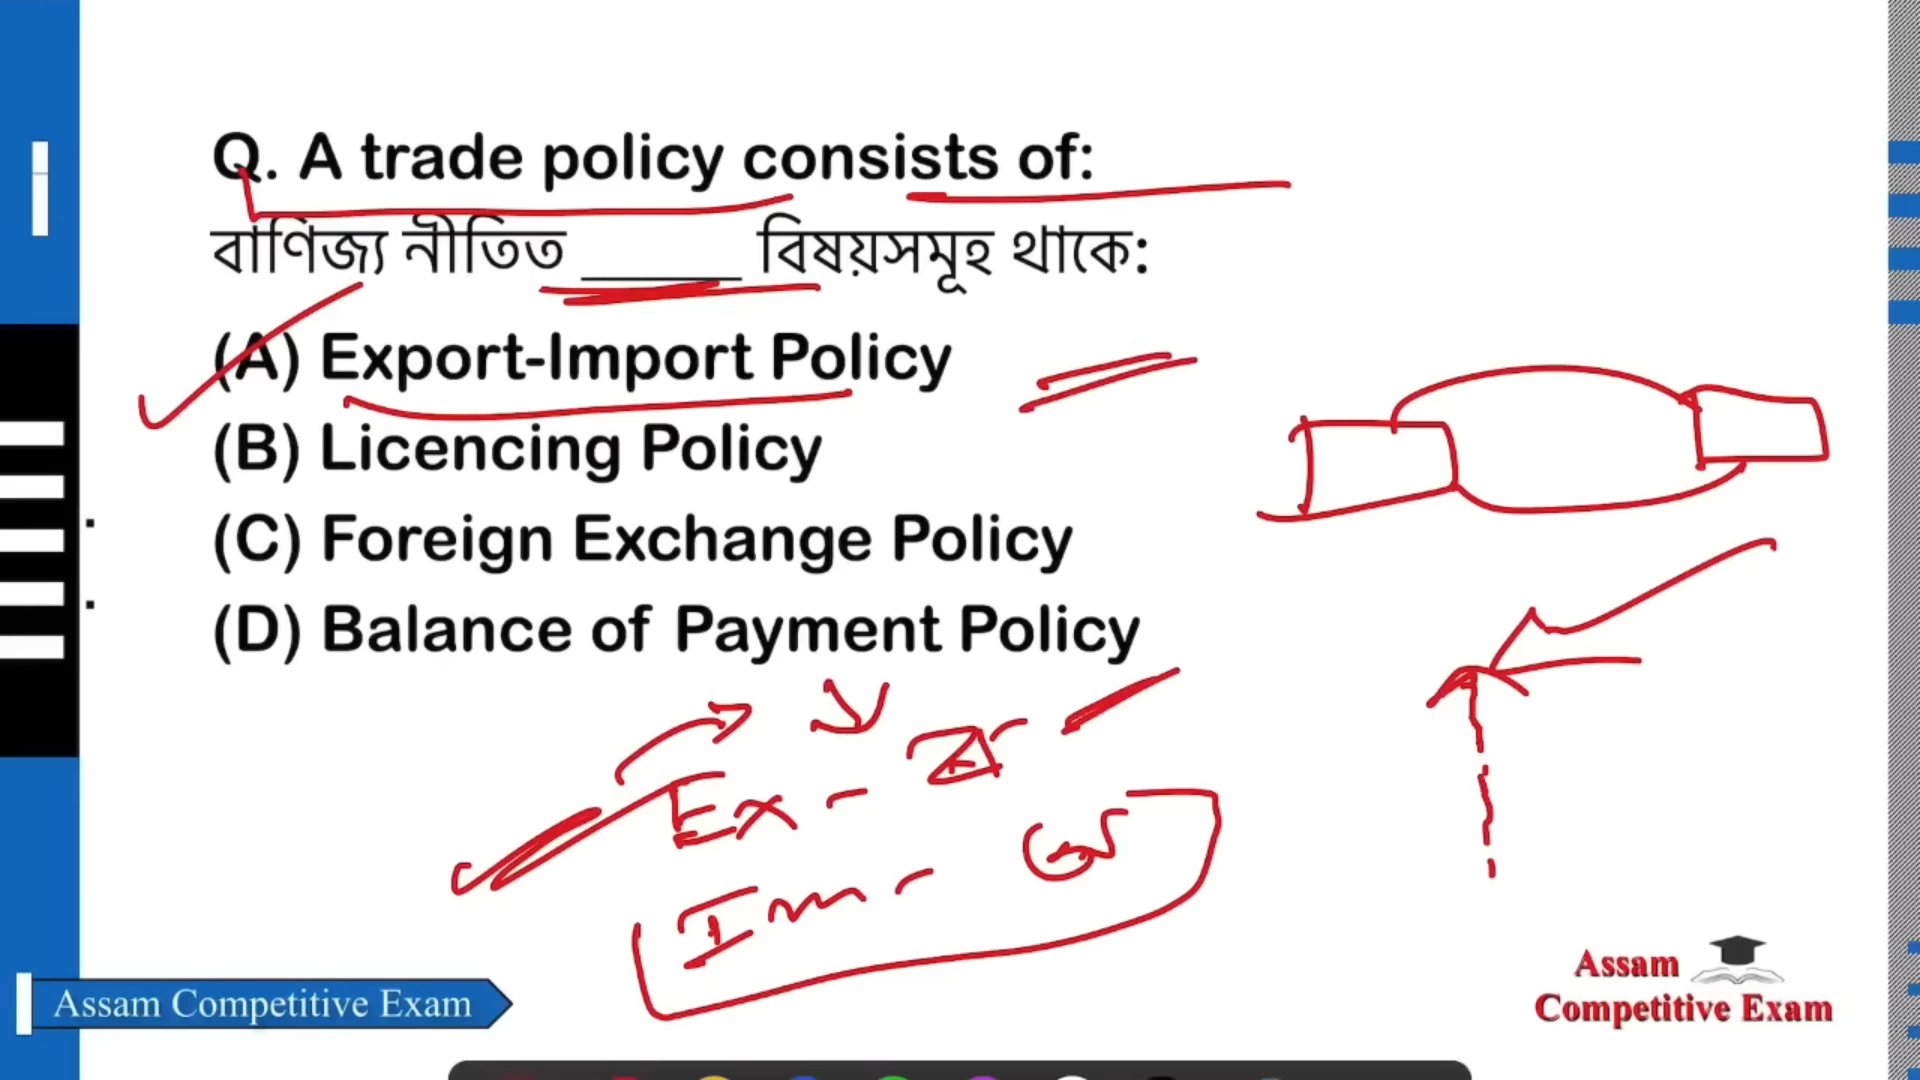 Q. A trade policy consists of:
বাণিজ্য নীতিত ______ বিষয়সমূহ থাকে:
(A) Export-Import Policy
(B) Licencing Policy
(C) Foreign Exchange Policy
(D) Balance of Payment Policy
Ex -
Im -
Assam Competitive Exam
Assam
Competitive Exam